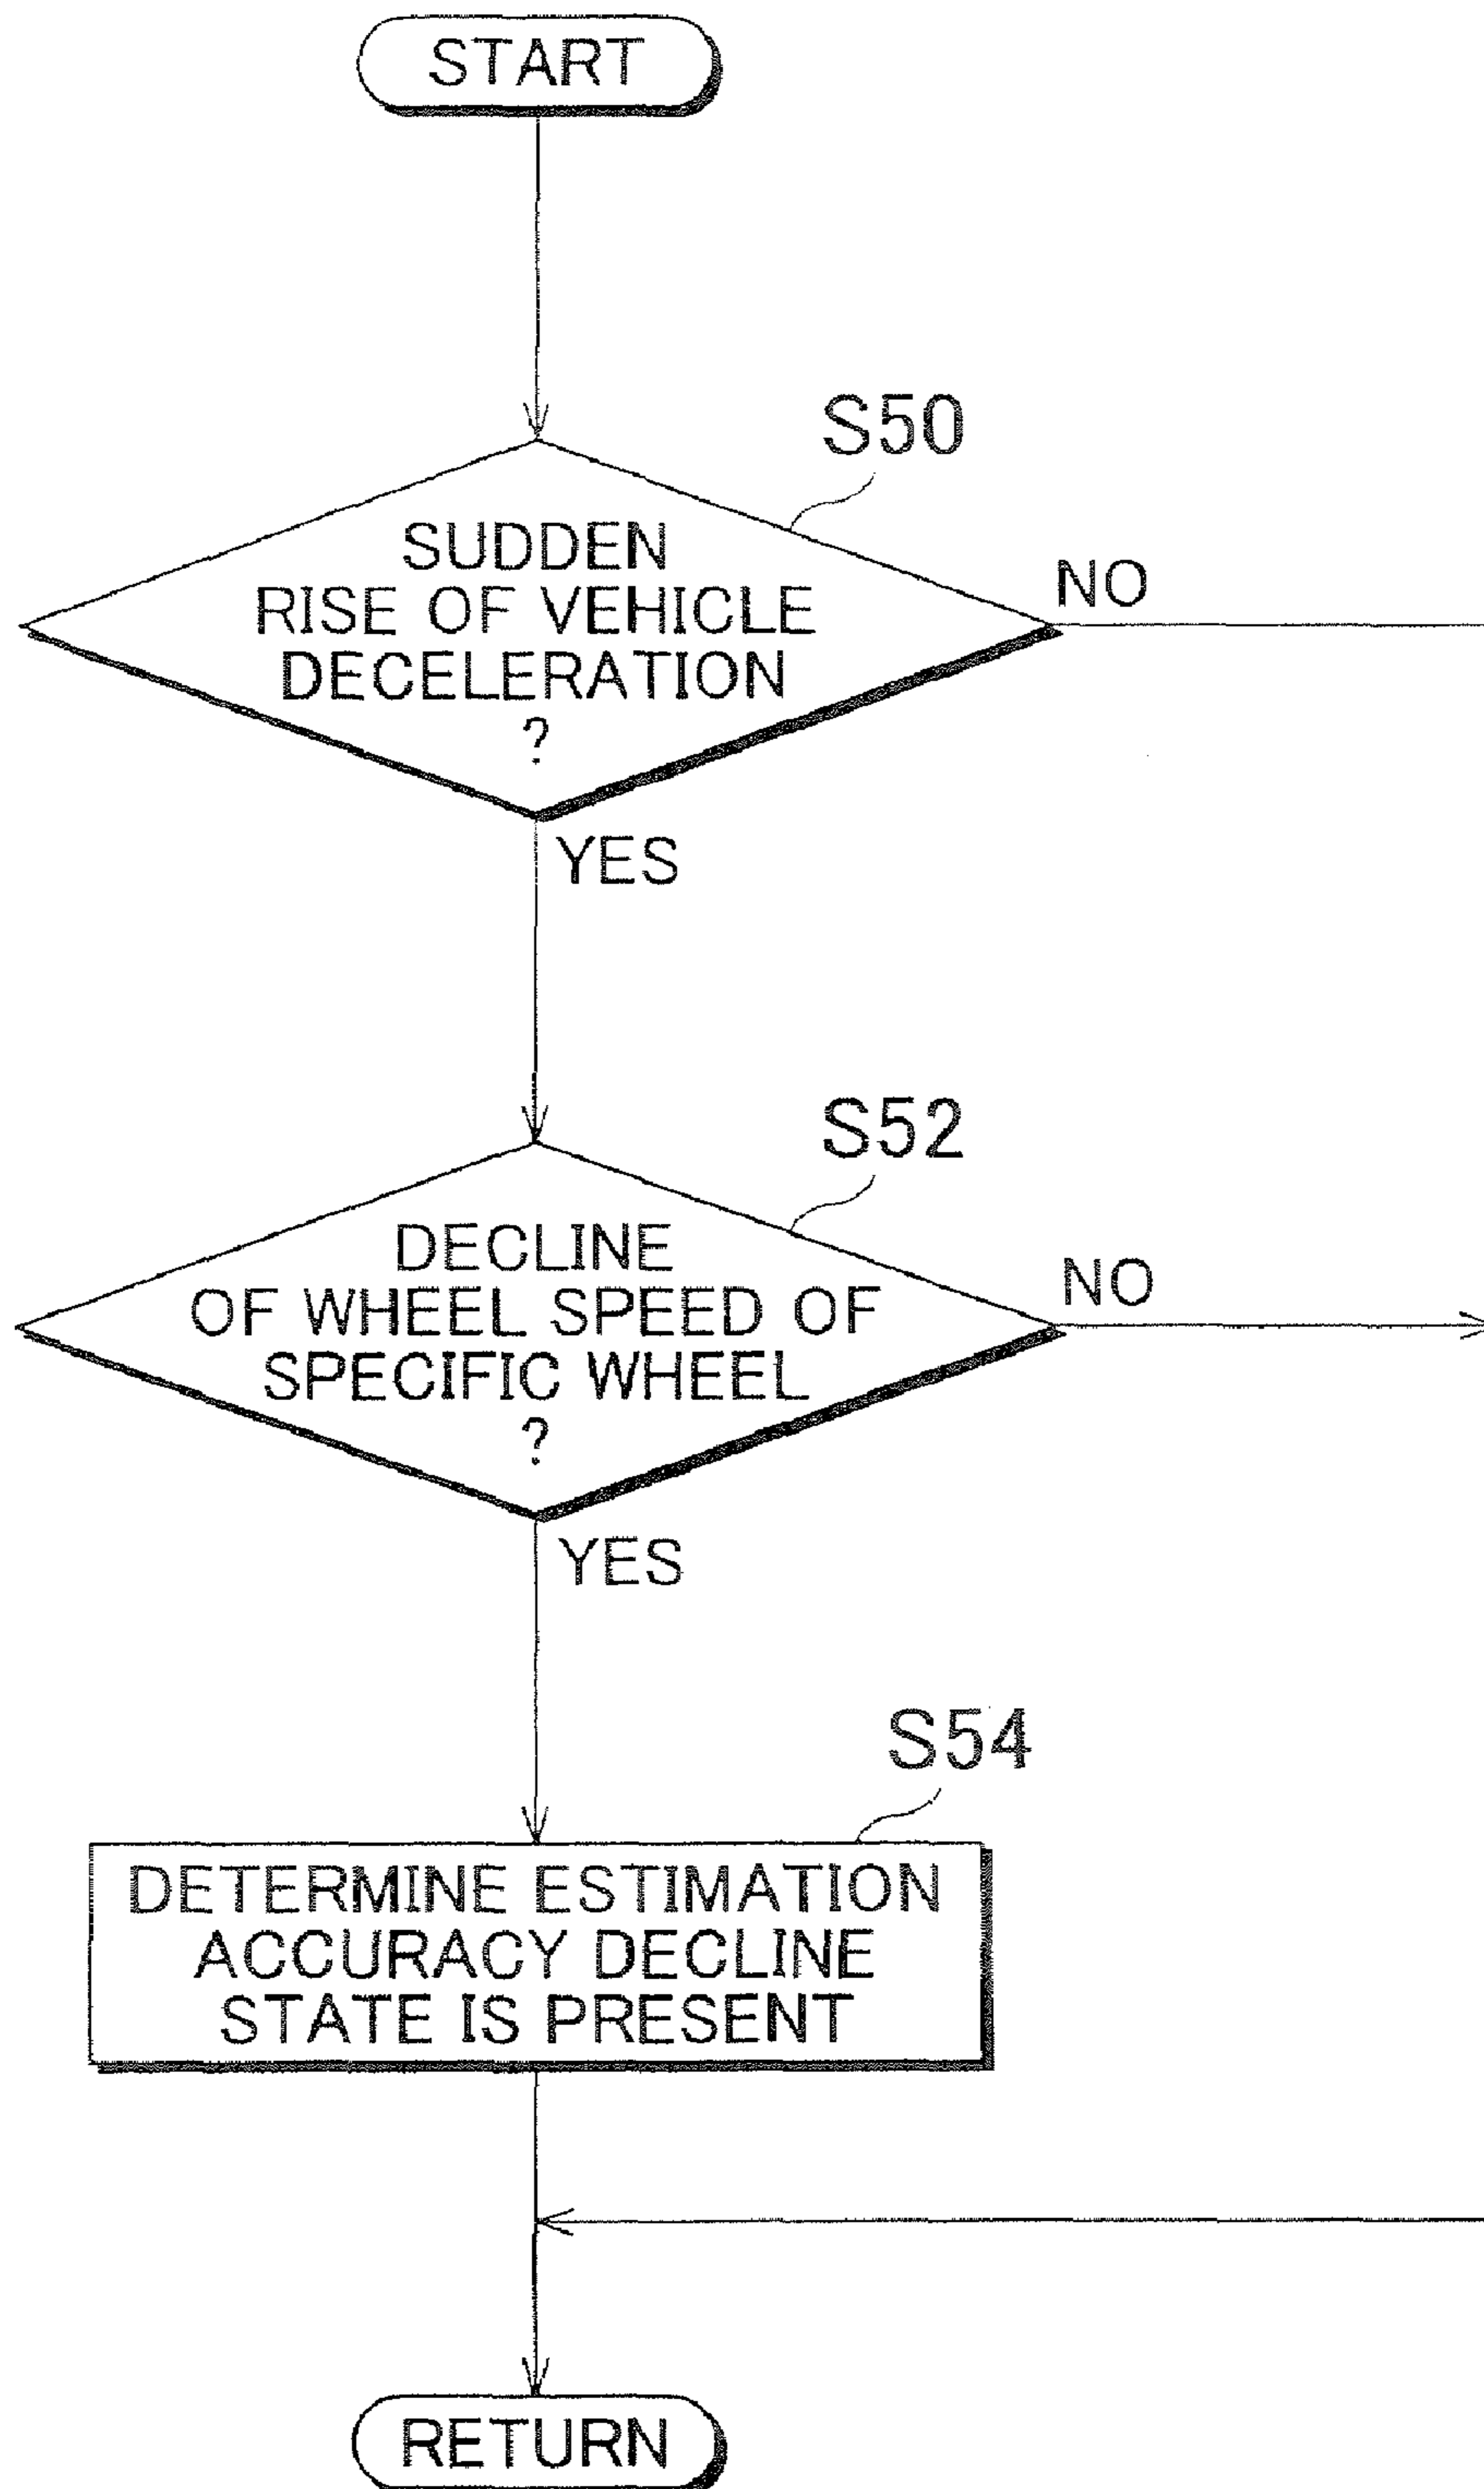 START
S50
SUDDEN
RISE OF VEHICLE
DECELERATION
?
NO
YES
S52
DECLINE
OF WHEEL SPEED OF
SPECIFIC WHEEL
?
NO
YES
S54
DETERMINE ESTIMATION
ACCURACY DECLINE
STATE IS PRESENT
RETURN